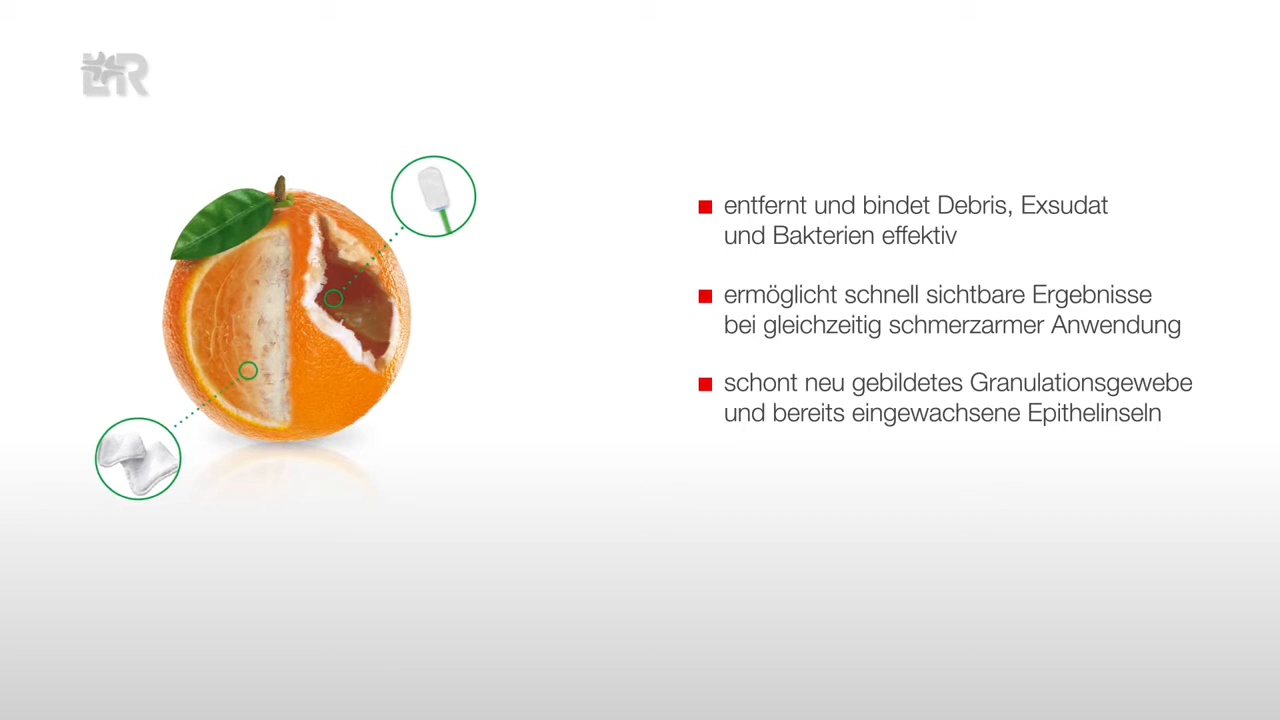 L&R
entfernt und bindet Debris, Exsudat
und Bakterien effektiv
ermöglicht schnell sichtbare Ergebnisse
bei gleichzeitig schmerzarmer Anwendung
schont neu gebildetes Granulationsgewebe
und bereits eingewachsene Epithelinseln